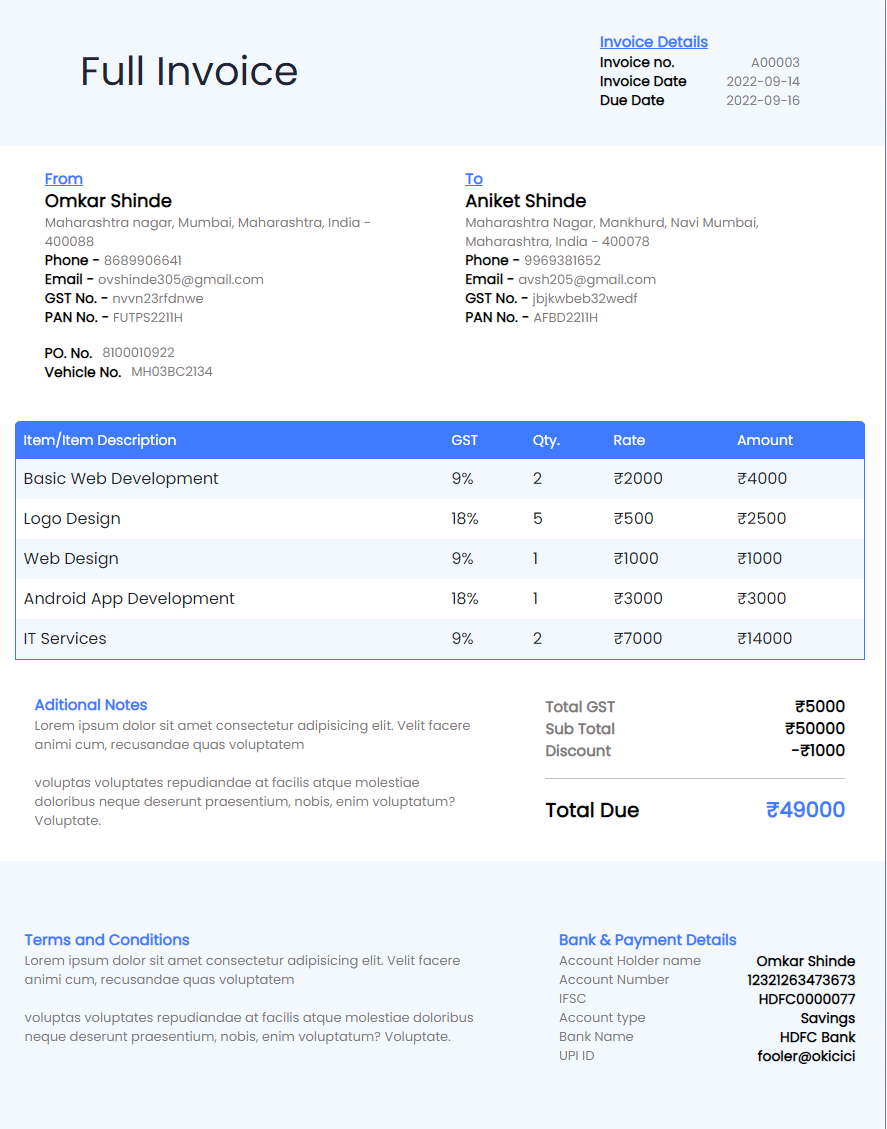 Full Invoice
Invoice Details
Invoice no. A00003
Invoice Date 2022-09-14
Due Date 2022-09-16
From
Omkar Shinde
Maharashtra nagar, Mumbai, Maharashtra, India -
400088
Phone - 8689906641
Email - ovshinde305@gmail.com
GST No. - nvvn23rfdnwe
PAN No. - FUTPS2211H
PO. No. 8100010922
Vehicle No. MH03BC2134
To
Aniket Shinde
Maharashtra Nagar, Mankhurd, Navi Mumbai,
Maharashtra, India - 400078
Phone - 9969381652
Email - avsh205@gmail.com
GST No. - jbjkwbeb32wedf
PAN No. - AFBD2211H
Item/Item Description GST Qty. Rate Amount
Basic Web Development 9% 2 ₹2000 ₹4000
Logo Design 18% 5 ₹500 ₹2500
Web Design 9% 1 ₹1000 ₹1000
Android App Development 18% 1 ₹3000 ₹3000
IT Services 9% 2 ₹7000 ₹14000
Aditional Notes
Lorem ipsum dolor sit amet consectetur adipisicing elit. Velit facere
animi cum, recusandae quas voluptatem
voluptas voluptates repudiandae at facilis atque molestiae
doloribus neque deserunt praesentium, nobis, enim voluptatum?
Voluptate.
Total GST ₹5000
Sub Total ₹50000
Discount -₹1000
Total Due ₹49000
Terms and Conditions
Lorem ipsum dolor sit amet consectetur adipisicing elit. Velit facere
animi cum, recusandae quas voluptatem
voluptas voluptates repudiandae at facilis atque molestiae doloribus
neque deserunt praesentium, nobis, enim voluptatum? Voluptate.
Bank & Payment Details
Account Holder name Omkar Shinde
Account Number 12321263473673
IFSC HDFC0000077
Account type Savings
Bank Name HDFC Bank
UPI ID fooler@okicici